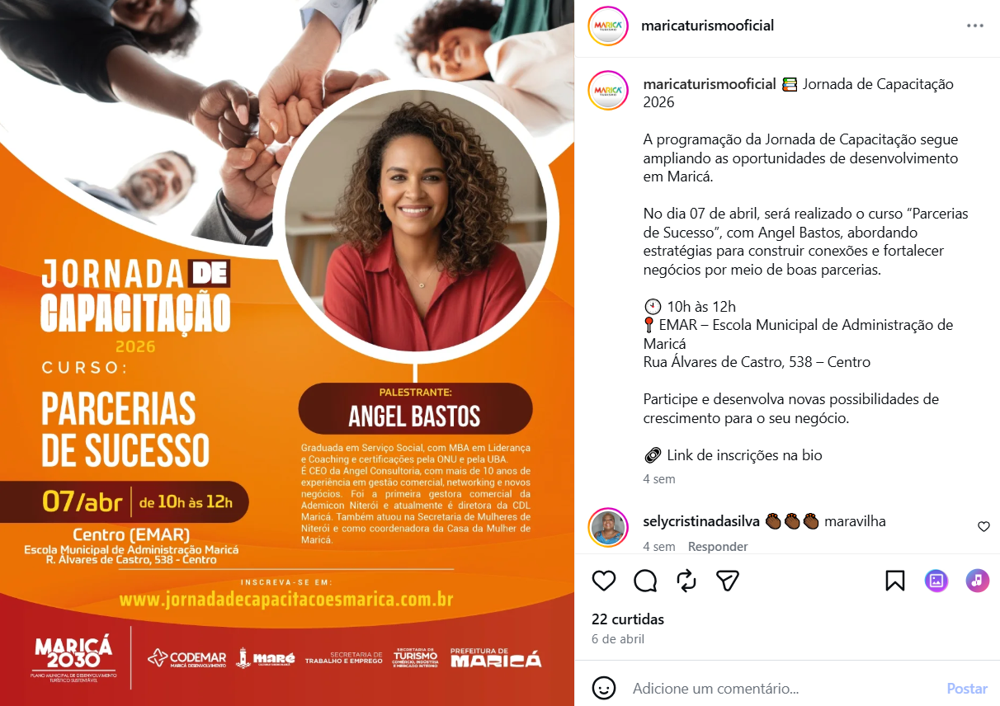 JORNADA DE
CAPACITAÇÃO
2026
CURSO:
PARCERIAS
DE SUCESSO
07/abr
de 10h às 12h
Centro (EMAR)
Escola Municipal de Administração Maricá
R. Álvares de Castro, 538 - Centro
PALESTRANTE:
ANGEL BASTOS
Graduada em Serviço Social, com MBA em Liderança
e Coaching e certificações pela ONU e pela UBA.
É CEO da Angel Consultoria, com mais de 10 anos de
experiência em gestão comercial, networking e novos
negócios. Foi a primeira gestora comercial da
Ademicon Niterói e atualmente é diretora da CDL
Maricá. Também atuou na Secretaria de Mulheres de
Niterói e como coordenadora da Casa da Mulher de
Maricá.
INSCREVA-SE EM:
www.jornadadecapacitacoesmarica.com.br
MARICÁ
2030
PLANO MUNICIPAL DE DESENVOLVIMENTO
TURÍSTICO SUSTENTÁVEL
CODEMAR
MARICÁ DESENVOLVIMENTO
maré
SECRETARIA DE
TRABALHO E EMPREGO
SECRETARIA DE
TURISMO
COMÉRCIO, INDÚSTRIA
E MERCADO INTERNO
PREFEITURA DE
MARICÁ
MARICÁ
TURISMO
maricaturismooficial
MARICÁ
TURISMO
maricaturismooficial 📚 Jornada de Capacitação
2026
A programação da Jornada de Capacitação segue
ampliando as oportunidades de desenvolvimento
em Maricá.
No dia 07 de abril, será realizado o curso “Parcerias
de Sucesso”, com Angel Bastos, abordando
estratégias para construir conexões e fortalecer
negócios por meio de boas parcerias.
🕙 10h às 12h
📍 EMAR – Escola Municipal de Administração de
Maricá
Rua Álvares de Castro, 538 – Centro
Participe e desenvolva novas possibilidades de
crescimento para o seu negócio.
🔗 Link de inscrições na bio
4 sem
selycristinadasilva 👏🏾👏🏾👏🏾 maravilha
4 sem Responder
22 curtidas
6 de abril
Adicione um comentário...
Postar